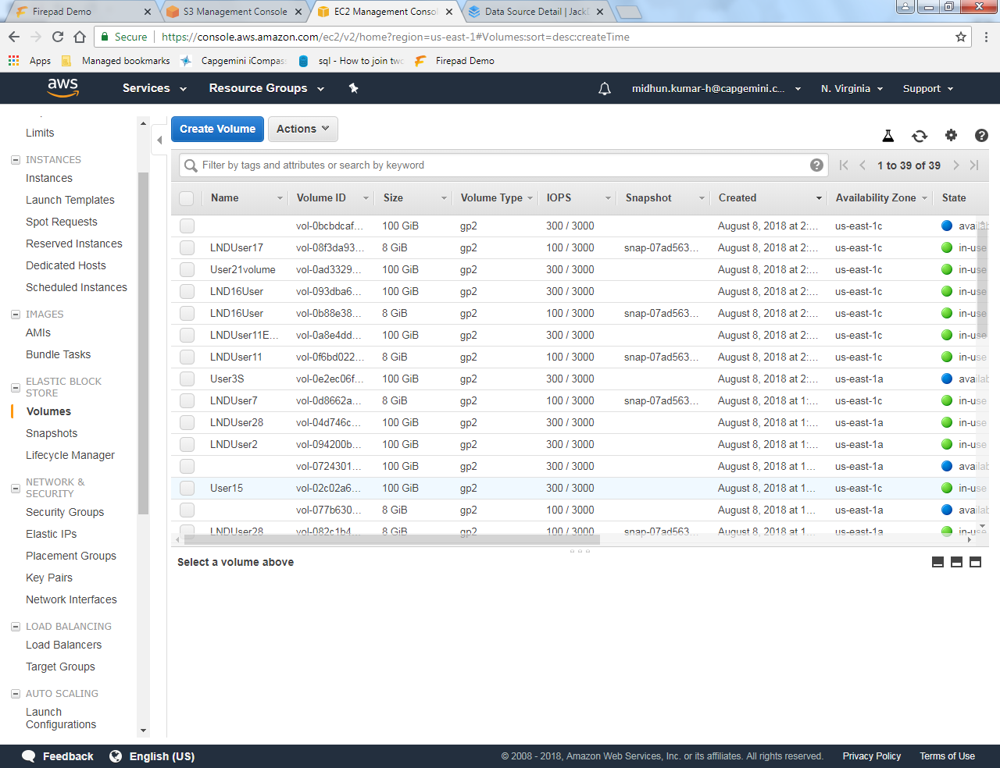 Firepad Demo
S3 Management Console
EC2 Management Consol
Data Source Detail | Jack
Secure https://console.aws.amazon.com/ec2/v2/home?region=us-east-1#Volumes:sort=desc:createTime
Apps Managed bookmarks Capgemini iCompas sql - How to join two Firepad Demo
aws Services Resource Groups midhun.kumar-h@capgemini.c... N. Virginia Support
Limits
INSTANCES
Instances
Launch Templates
Spot Requests
Reserved Instances
Dedicated Hosts
Scheduled Instances
IMAGES
AMIs
Bundle Tasks
ELASTIC BLOCK
STORE
Volumes
Snapshots
Lifecycle Manager
NETWORK &
SECURITY
Security Groups
Elastic IPs
Placement Groups
Key Pairs
Network Interfaces
LOAD BALANCING
Load Balancers
Target Groups
AUTO SCALING
Launch
Configurations
Create Volume Actions
Filter by tags and attributes or search by keyword 1 to 39 of 39
Name Volume ID Size Volume Type IOPS Snapshot Created Availability Zone State
vol-0bcbdcaf... 100 GiB gp2 300 / 3000 August 8, 2018 at 2:... us-east-1c availab
LNDUser17 vol-08f3da93... 8 GiB gp2 100 / 3000 snap-07ad563... August 8, 2018 at 2:... us-east-1c in-use
User21volume vol-0ad3329... 100 GiB gp2 300 / 3000 August 8, 2018 at 2:... us-east-1c in-use
LND16User vol-093dba6... 100 GiB gp2 300 / 3000 August 8, 2018 at 2:... us-east-1c in-use
LND16User vol-0b88e38... 8 GiB gp2 100 / 3000 snap-07ad563... August 8, 2018 at 2:... us-east-1c in-use
LNDUser11E... vol-0a8e4dd... 100 GiB gp2 300 / 3000 August 8, 2018 at 2:... us-east-1c in-use
LNDUser11 vol-0f6bd022... 8 GiB gp2 100 / 3000 snap-07ad563... August 8, 2018 at 2:... us-east-1c in-use
User3S vol-0e2ec06f... 100 GiB gp2 300 / 3000 August 8, 2018 at 2:... us-east-1a availab
LNDUser7 vol-0d8662a... 8 GiB gp2 100 / 3000 snap-07ad563... August 8, 2018 at 1:... us-east-1c in-use
LNDUser28 vol-04d746c... 100 GiB gp2 300 / 3000 August 8, 2018 at 1:... us-east-1a in-use
LNDUser2 vol-094200b... 100 GiB gp2 300 / 3000 August 8, 2018 at 1... us-east-1a in-use
vol-0724301... 100 GiB gp2 300 / 3000 August 8, 2018 at 1... us-east-1a availab
User15 vol-02c02a6... 100 GiB gp2 300 / 3000 August 8, 2018 at 1... us-east-1c in-use
vol-077b630... 8 GiB gp2 100 / 3000 August 8, 2018 at 1... us-east-1a availab
LNDUser28 vol-082c1b4... 8 GiB gp2 100 / 3000 snap-07ad563... August 8, 2018 at 1... us-east-1a in-use
Select a volume above
Feedback English (US) © 2008 - 2018, Amazon Web Services, Inc. or its affiliates. All rights reserved. Privacy Policy Terms of Use